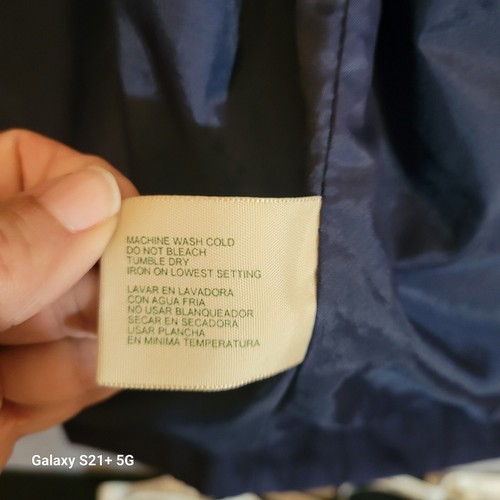 MACHINE WASH COLD
DO NOT BLEACH
TUMBLE DRY
IRON ON LOWEST SETTING
LAVAR EN LAVADORA
CON AGUA FRIA
NO USAR BLANQUEADOR
SECAR EN SECADORA
USAR PLANCHA
EN MINIMA TEMPERATURA
Galaxy S21+ 5G